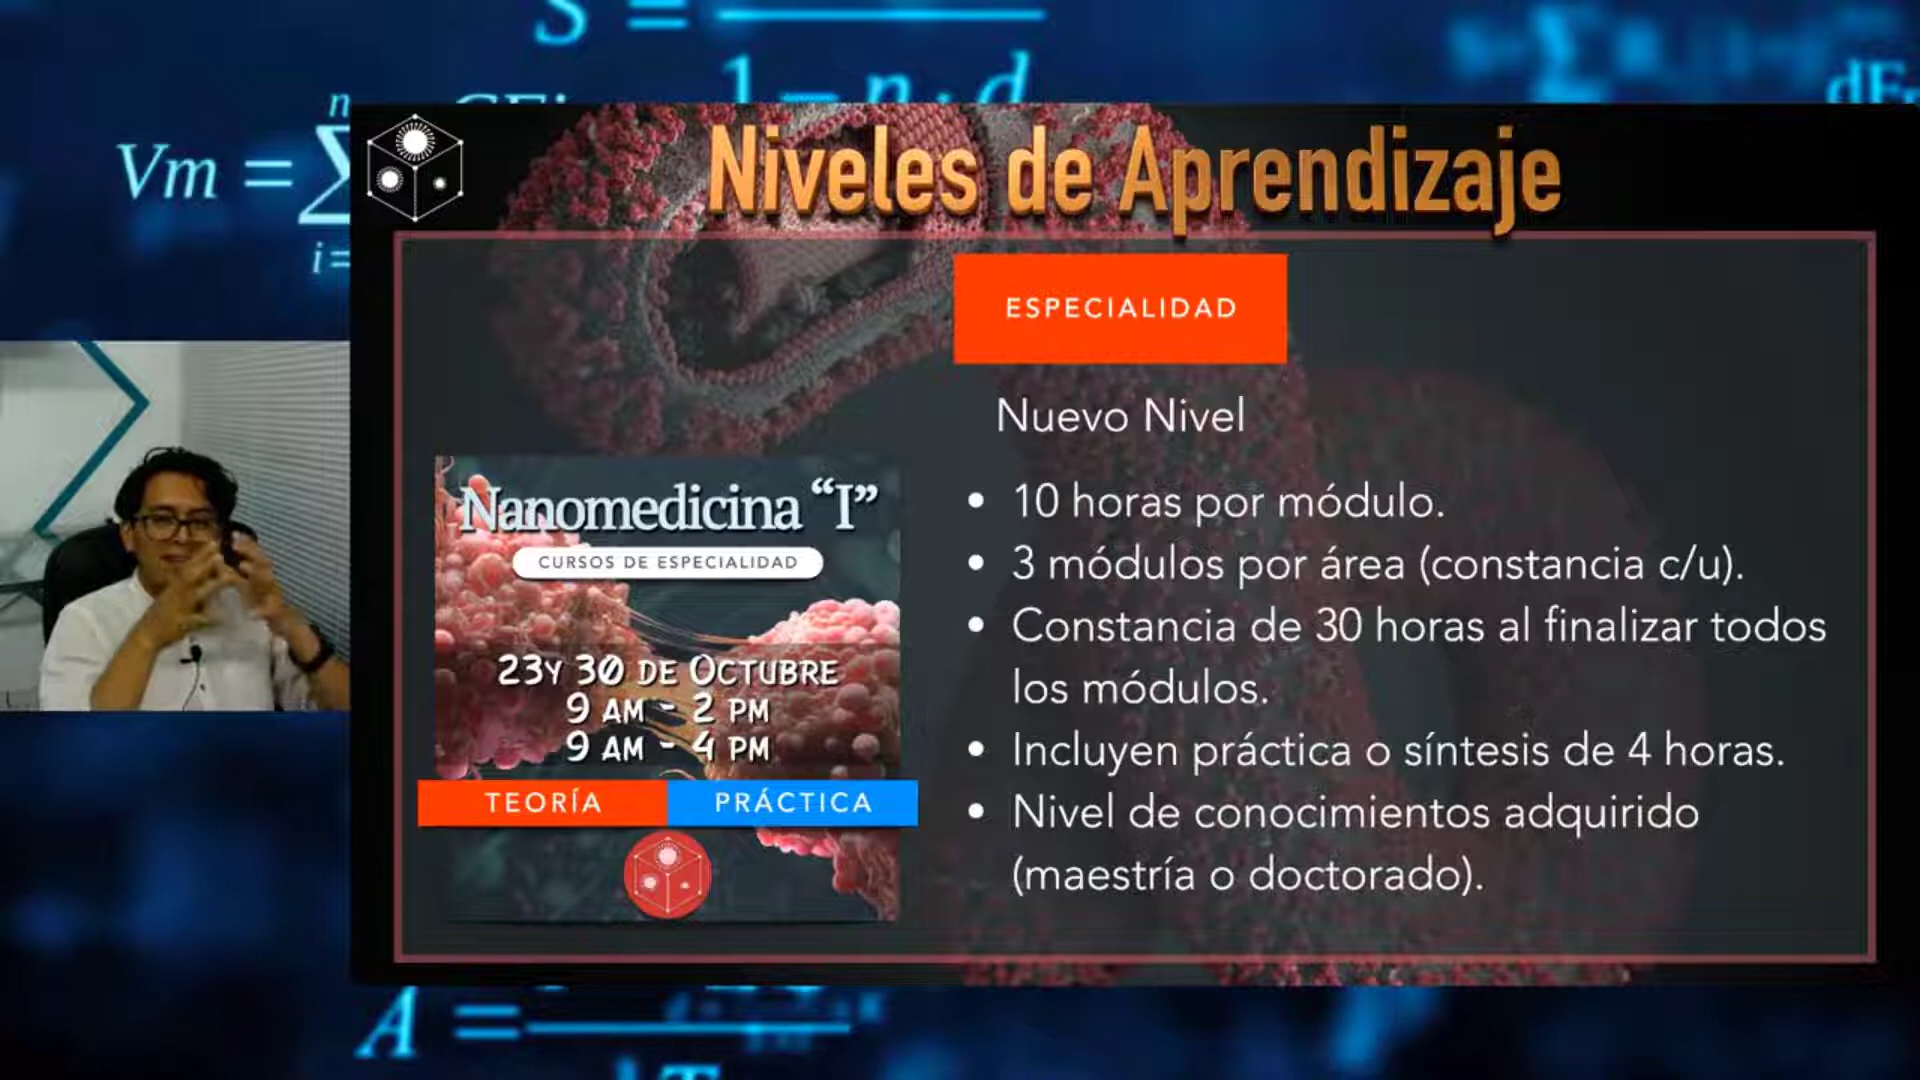 S =
1 - n · d
n
Vm = Σ
i=
dE
Niveles de Aprendizaje
ESPECIALIDAD
Nuevo Nivel
Nanomedicina “I”
CURSOS DE ESPECIALIDAD
23Y 30 DE OCTUBRE
9 AM - 2 PM
9 AM - 4 PM
TEORÍA PRÁCTICA
• 10 horas por módulo.
• 3 módulos por área (constancia c/u).
• Constancia de 30 horas al finalizar todos
los módulos.
• Incluyen práctica o síntesis de 4 horas.
• Nivel de conocimientos adquirido
(maestría o doctorado).
A =